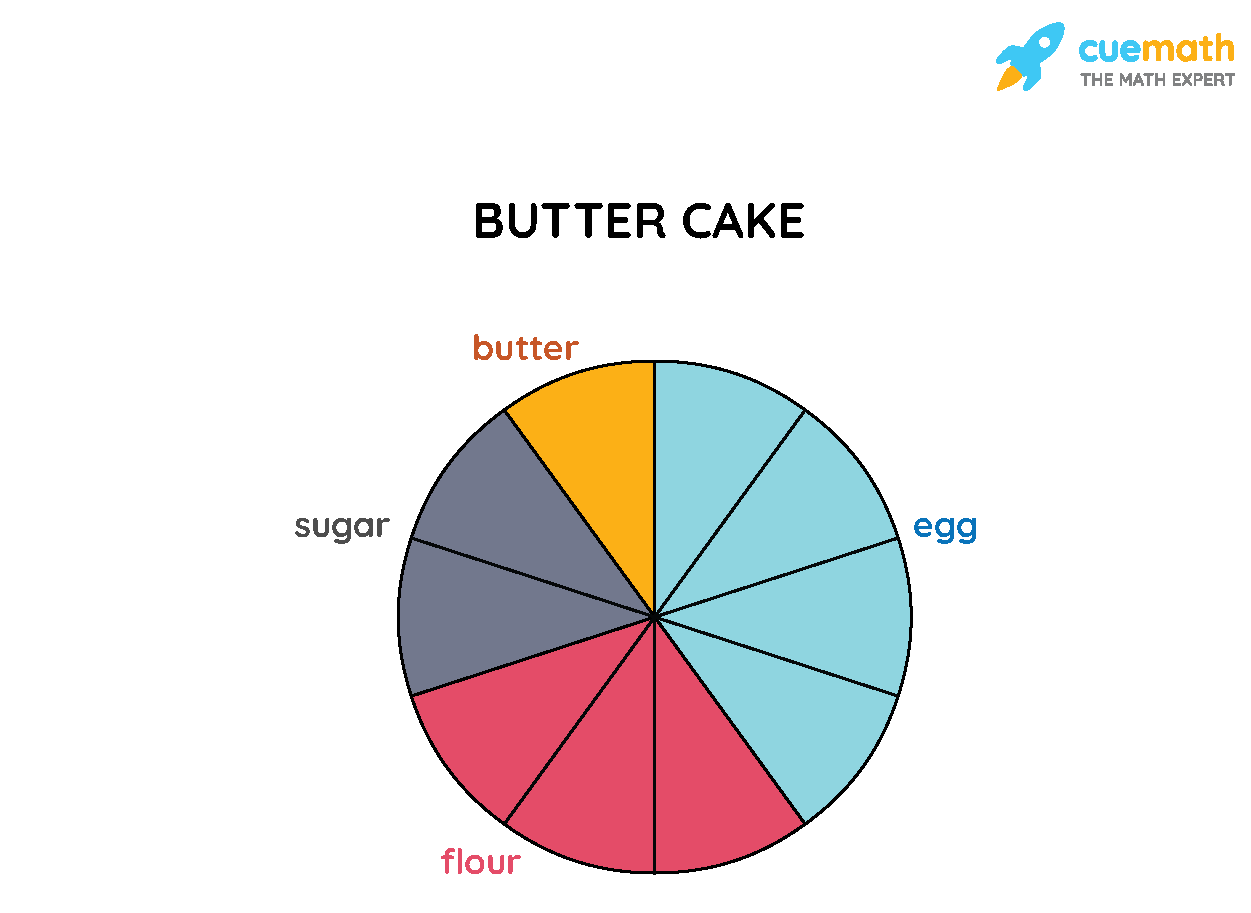 cuemath
THE MATH EXPERT
BUTTER CAKE
butter
sugar
egg
flour